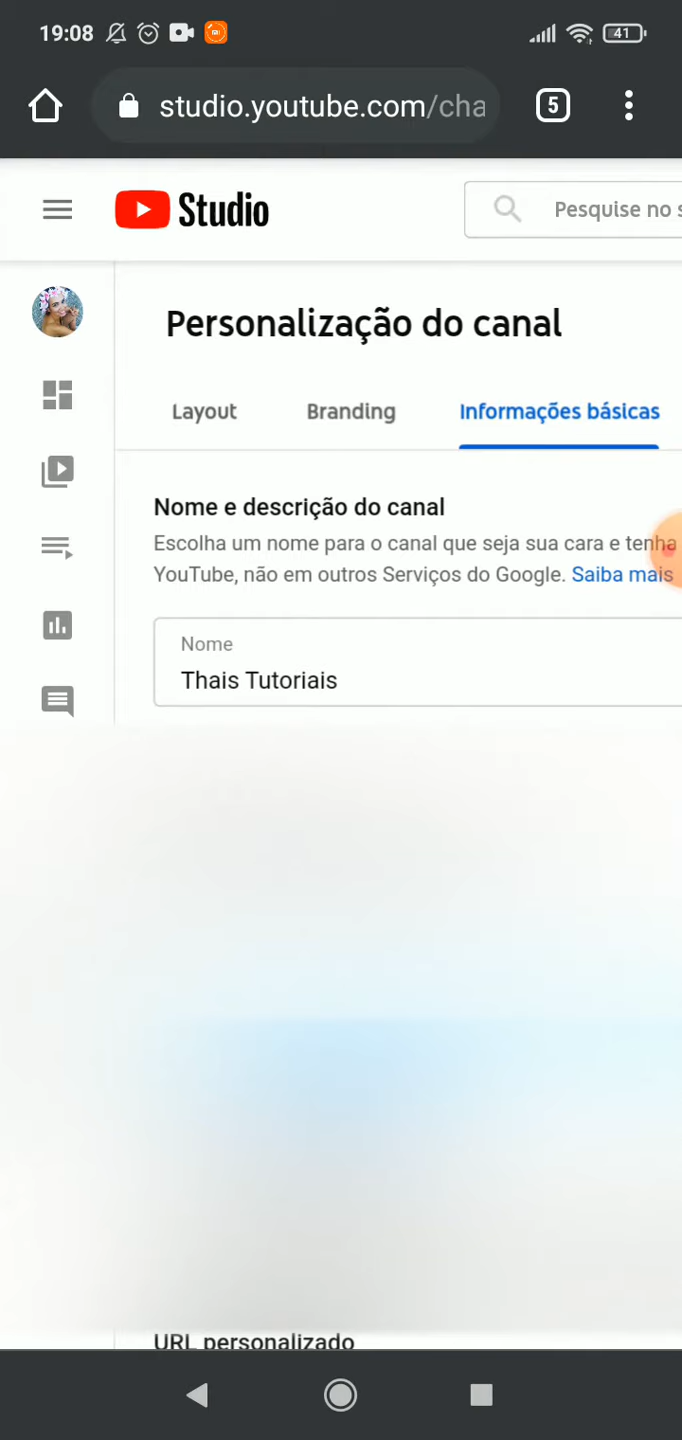 19:08
41
studio.youtube.com/cha
5
Studio
Pesquise no s
Personalização do canal
Layout
Branding
Informações básicas
Nome e descrição do canal
Escolha um nome para o canal que seja sua cara e tenha
YouTube, não em outros Serviços do Google. Saiba mais
Nome
Thais Tutoriais
URL personalizado